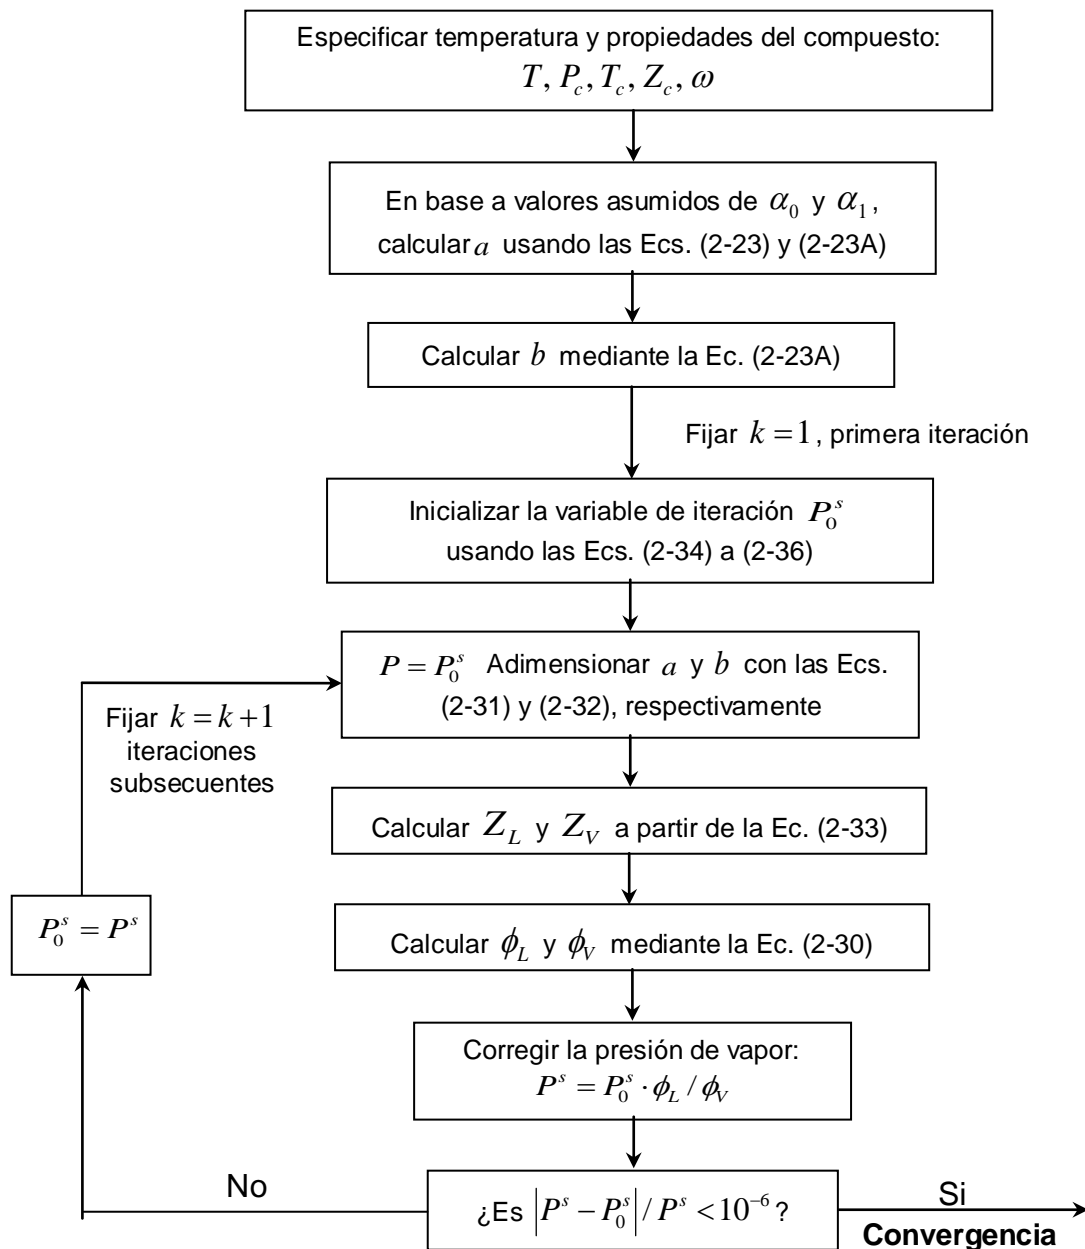 Especificar temperatura y propiedades del compuesto:
T, P_c, T_c, Z_c, ω
En base a valores asumidos de α_0 y α_1,
calcular a usando las Ecs. (2-23) y (2-23A)
Calcular b mediante la Ec. (2-23A)
Fijar k = 1, primera iteración
Inicializar la variable de iteración P_0^s
usando las Ecs. (2-34) a (2-36)
P = P_0^s Adimensionar a y b con las Ecs.
(2-31) y (2-32), respectivamente
Fijar k = k + 1
iteraciones
subsecuentes
Calcular Z_L y Z_V a partir de la Ec. (2-33)
P_0^s = P^s
Calcular ϕ_L y ϕ_V mediante la Ec. (2-30)
Corregir la presión de vapor:
P^s = P_0^s · ϕ_L / ϕ_V
No
¿Es |P^s − P_0^s| / P^s < 10^{−6} ?
Si
Convergencia